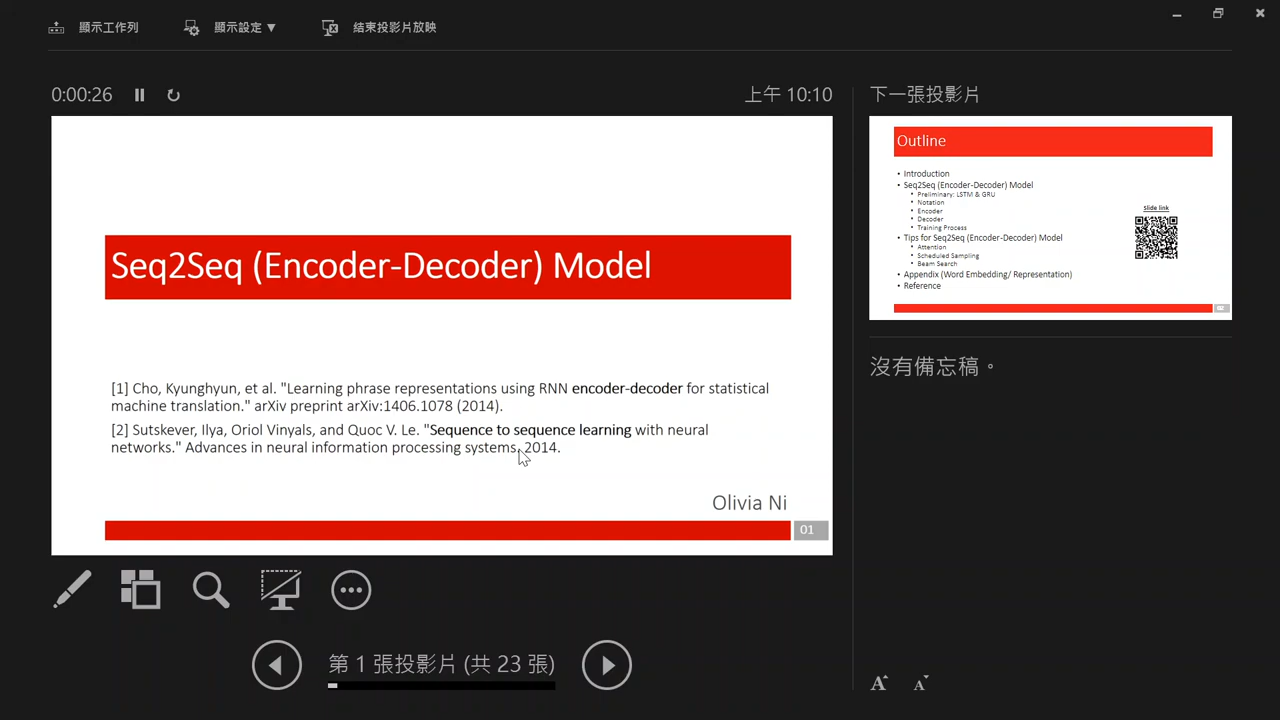 顯示工作列
顯示設定 ▼
结束投影片放映
0:00:26
上午 10:10
下一張投影片
Seq2Seq (Encoder-Decoder) Model
[1] Cho, Kyunghyun, et al. "Learning phrase representations using RNN encoder-decoder for statistical
machine translation." arXiv preprint arXiv:1406.1078 (2014).
[2] Sutskever, Ilya, Oriol Vinyals, and Quoc V. Le. "Sequence to sequence learning with neural
networks." Advances in neural information processing systems. 2014.
Olivia Ni
01
Outline
• Introduction
• Seq2Seq (Encoder-Decoder) Model
• Preliminary: LSTM & GRU
• Notation
• Encoder
• Decoder
• Training Process
• Tips for Seq2Seq (Encoder-Decoder) Model
• Attention
• Scheduled Sampling
• Beam Search
• Appendix (Word Embedding/ Representation)
• Reference
Slide link
沒有備忘稿。
第 1 張投影片 (共 23 張)
A A